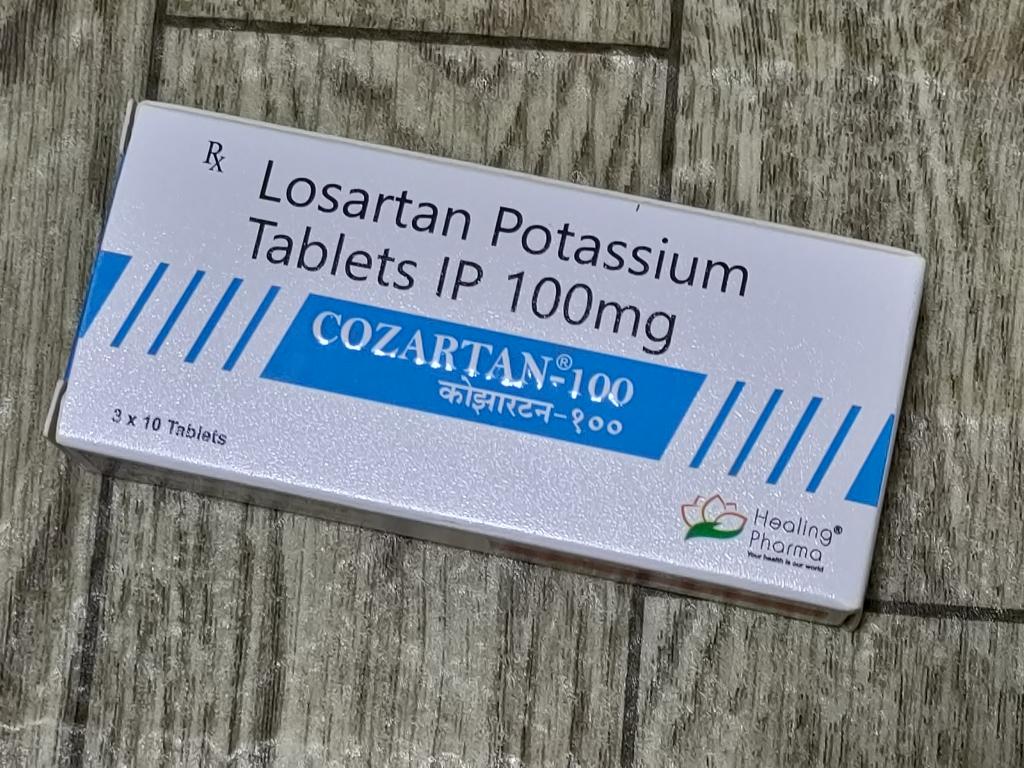 ℞ Losartan Potassium
Tablets IP 100mg
COZARTAN®-100
कोझारटन-१००
3 x 10 Tablets
Healing®
Pharma
Your health is our world